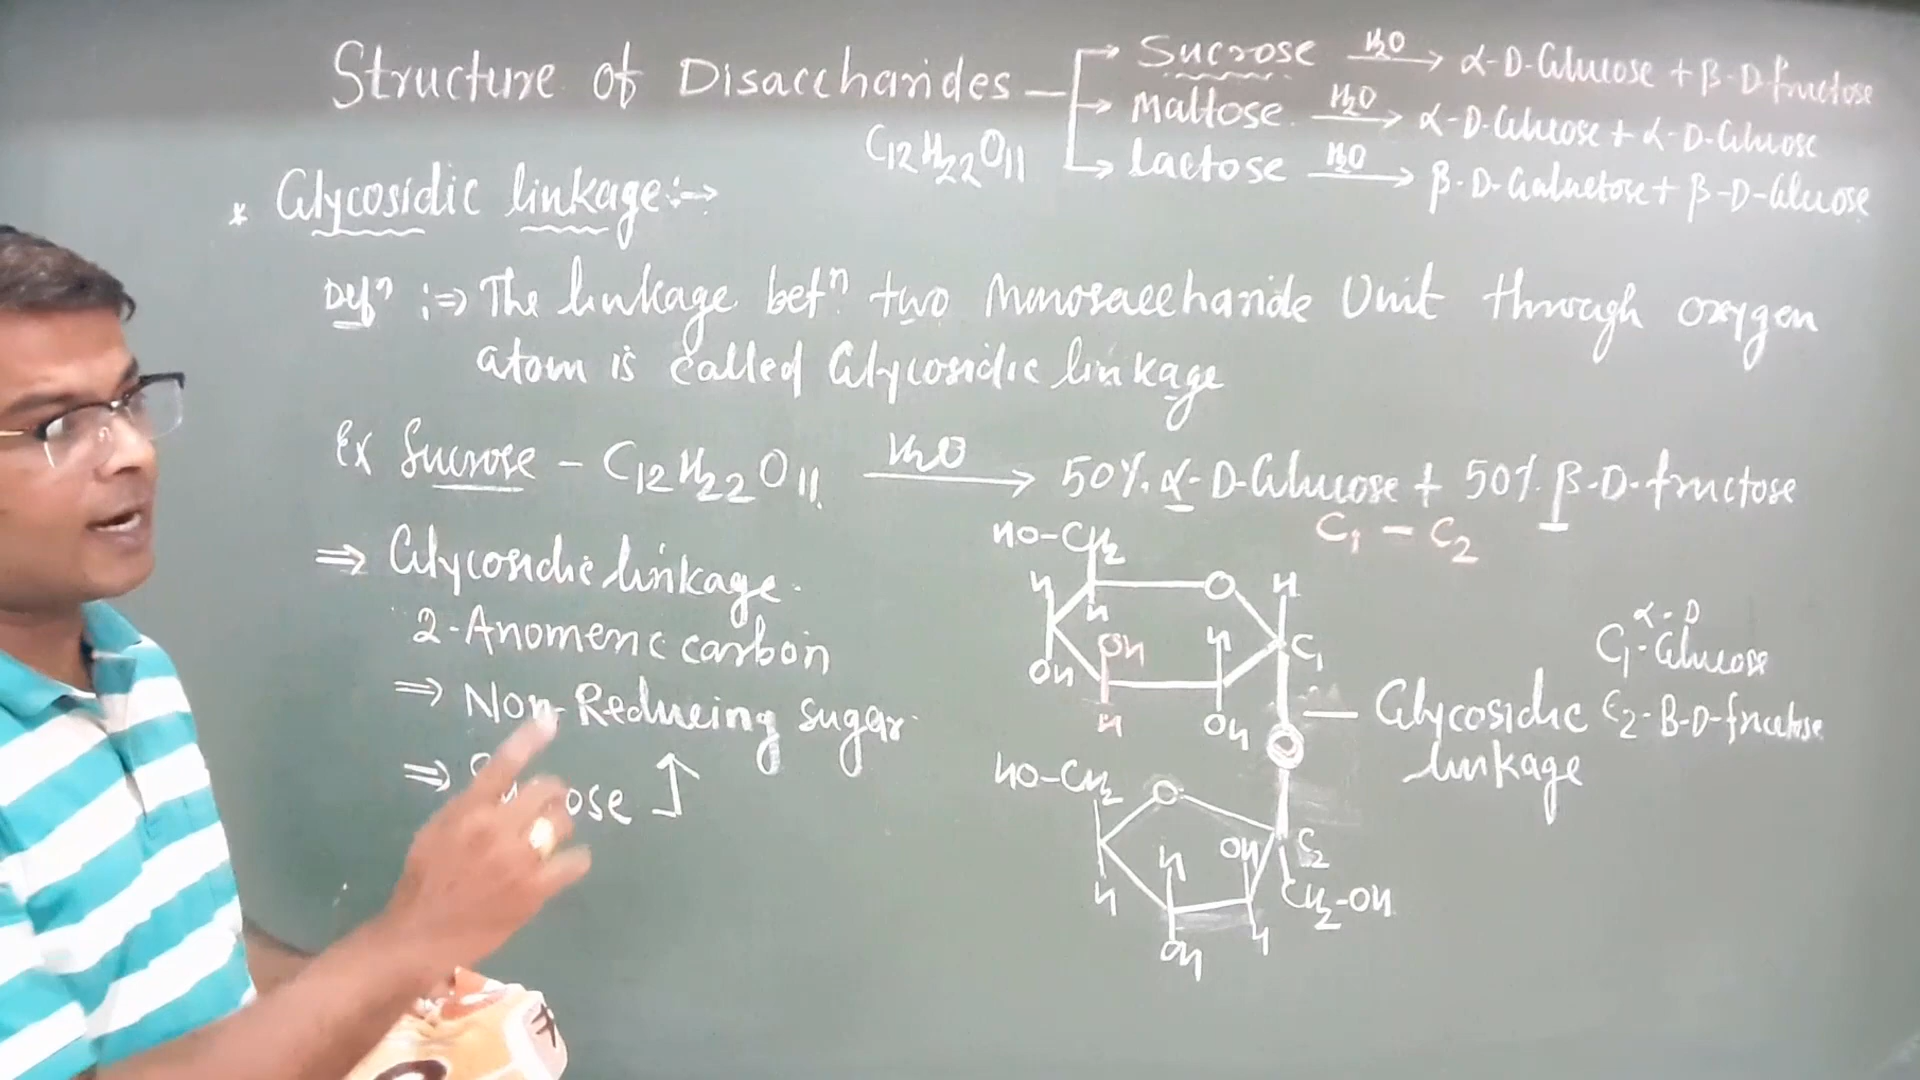 Structure of Disaccharides
Sucrose H2O → α-D-Glucose + β-D-fructose
Maltose H2O → α-D-Glucose + α-D-Glucose
C12H22O11
lactose H2O → β-D-Galactose + β-D-Glucose
* Glycosidic linkage :→
Defn :⇒ The linkage betn two Monosaccharide Unit through oxygen
atom is called Glycosidic linkage
Ex Sucrose - C12H22O11 H2O → 50% α-D-Glucose + 50% β-D-fructose
C1 - C2
⇒ Glycosidic linkage.
2-Anomeric carbon
⇒ Non-Reducing sugar.
⇒ ose
HO-CH2
O H
H H
OH H C1
OH
H OH
O
Glycosidic
linkage
α-D
C1-Glucose
C2-β-D-fructose
HO-CH2
O
H OH C2
H CH2-OH
OH H